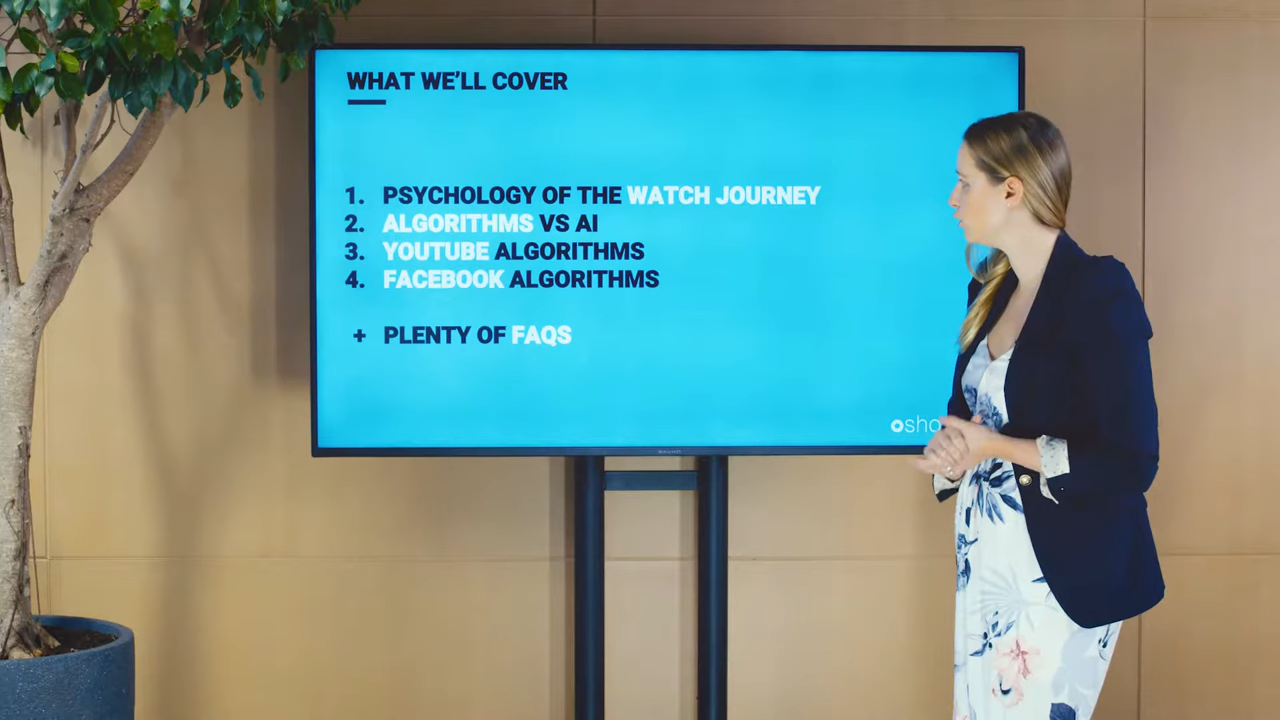 WHAT WE'LL COVER
1. PSYCHOLOGY OF THE WATCH JOURNEY
2. ALGORITHMS VS AI
3. YOUTUBE ALGORITHMS
4. FACEBOOK ALGORITHMS
+ PLENTY OF FAQS